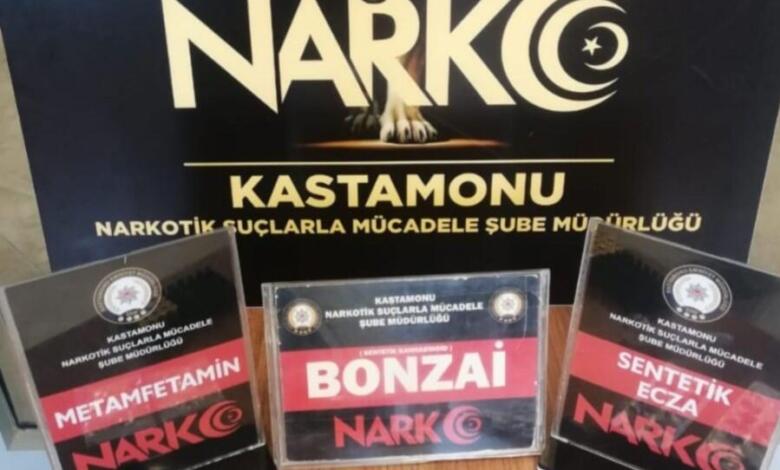 NARKO
KASTAMONU
NARKOTİK SUÇLARLA MÜCADELE ŞUBE MÜDÜRLÜĞÜ
KASTAMONU
NARKOTİK SUÇLARLA MÜCADELE
ŞUBE MÜDÜRLÜĞÜ
METAMFETAMİN
NARKO
KASTAMONU
NARKOTİK SUÇLARLA MÜCADELE
ŞUBE MÜDÜRLÜĞÜ
BONZAİ
NARKO
KASTAMONU
NARKOTİK SUÇLARLA MÜCADELE
ŞUBE MÜDÜRLÜĞÜ
SENTETİK
ECZA
NARKO